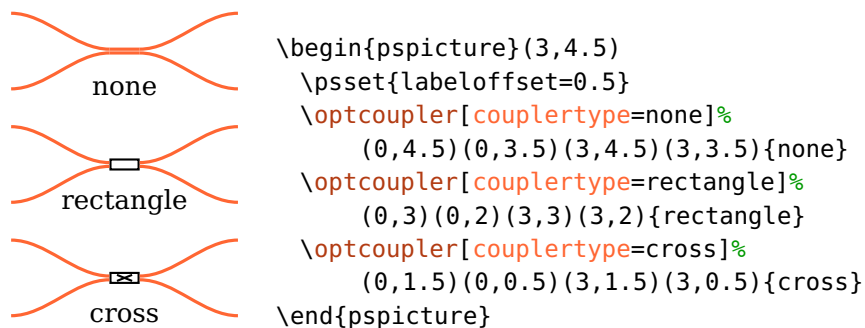 none
rectangle
cross
\begin{pspicture}(3,4.5)
  \psset{labeloffset=0.5}
  \optcoupler[couplertype=none]%
      (0,4.5)(0,3.5)(3,4.5)(3,3.5){none}
  \optcoupler[couplertype=rectangle]%
      (0,3)(0,2)(3,3)(3,2){rectangle}
  \optcoupler[couplertype=cross]%
      (0,1.5)(0,0.5)(3,1.5)(3,0.5){cross}
\end{pspicture}